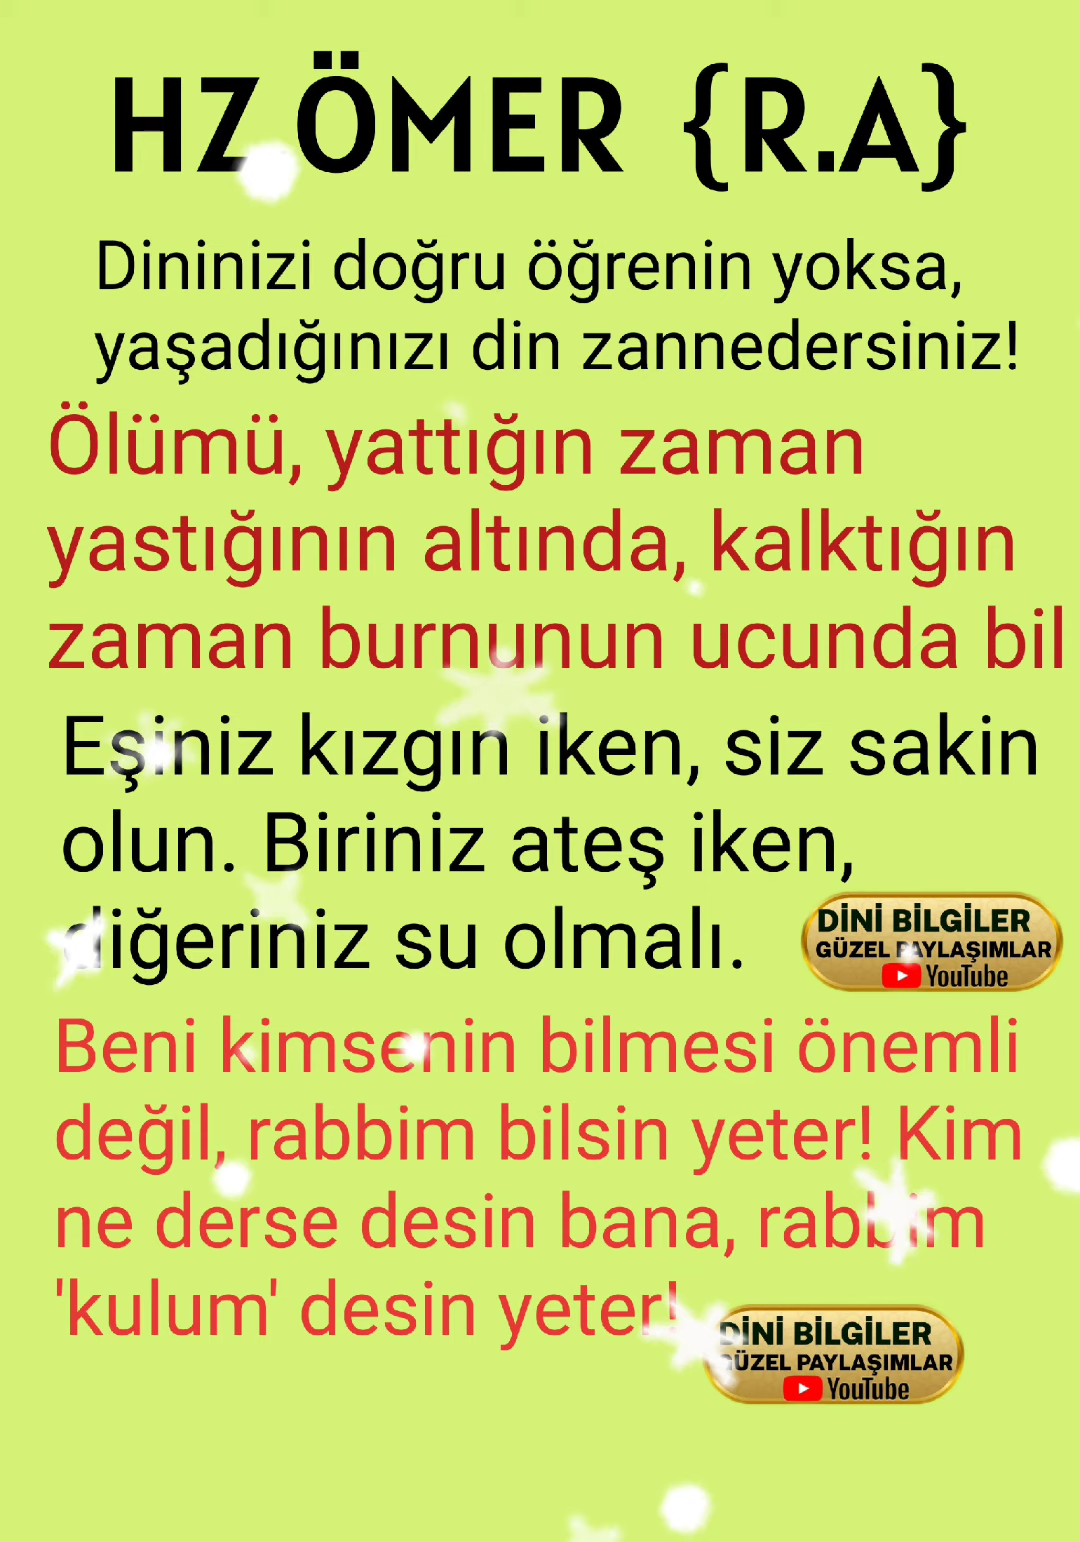 HZ ÖMER {R.A}
Dininizi doğru öğrenin yoksa,
yaşadığınızı din zannedersiniz!
Ölümü, yattığın zaman
yastığının altında, kalktığın
zaman burnunun ucunda bil
Eşiniz kızgın iken, siz sakin
olun. Biriniz ateş iken,
diğeriniz su olmalı.
DİNİ BİLGİLER
GÜZEL PAYLAŞIMLAR
YouTube
Beni kimsenin bilmesi önemli
değil, rabbim bilsin yeter! Kim
ne derse desin bana, rabbim
'kulum' desin yeter!
DİNİ BİLGİLER
GÜZEL PAYLAŞIMLAR
YouTube